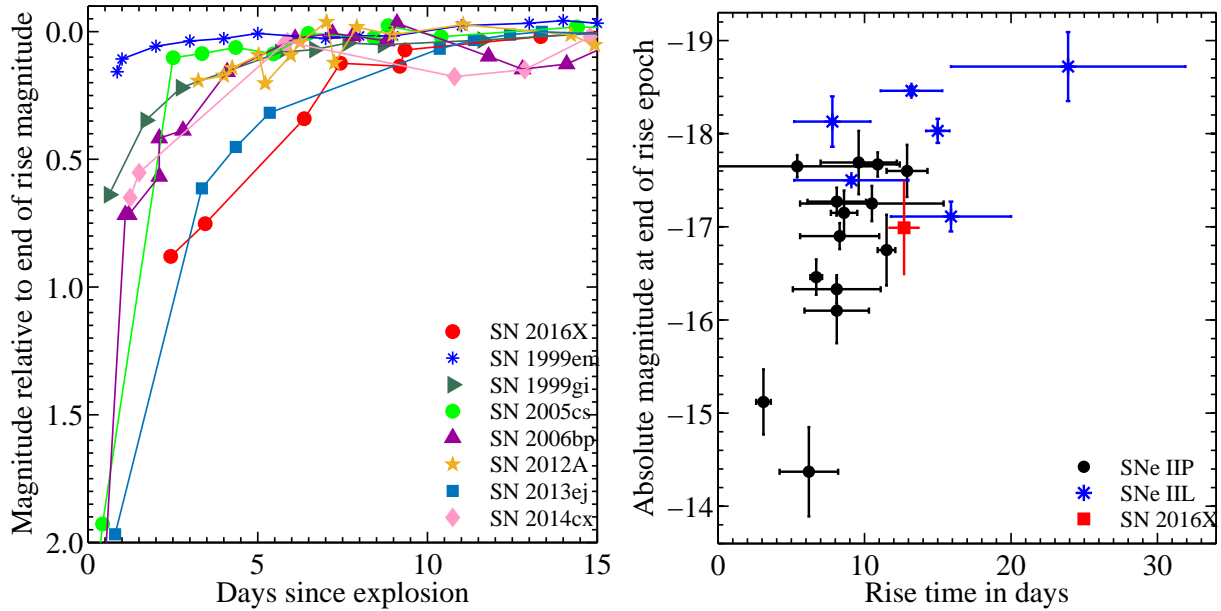 Magnitude relative to end of rise magnitude
0.0
0.5
1.0
1.5
2.0
0
5
10
15
Days since explosion
SN 2016X
SN 1999em
SN 1999gi
SN 2005cs
SN 2006bp
SN 2012A
SN 2013ej
SN 2014cx
Absolute magnitude at end of rise epoch
−19
−18
−17
−16
−15
−14
0
10
20
30
Rise time in days
SNe IIP
SNe IIL
SN 2016X